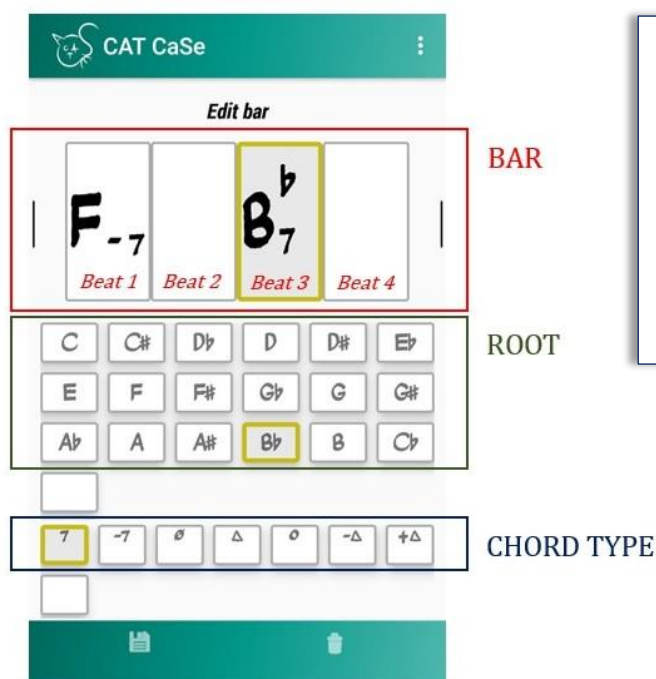 CAT CaSe
Edit bar
BAR
F-7
B♭7
Beat 1 Beat 2 Beat 3 Beat 4
ROOT
C C# D♭ D D# E♭
E F F# G♭ G G#
A♭ A A# B♭ B C♭
CHORD TYPE
7 -7 ø Δ o -Δ +Δ